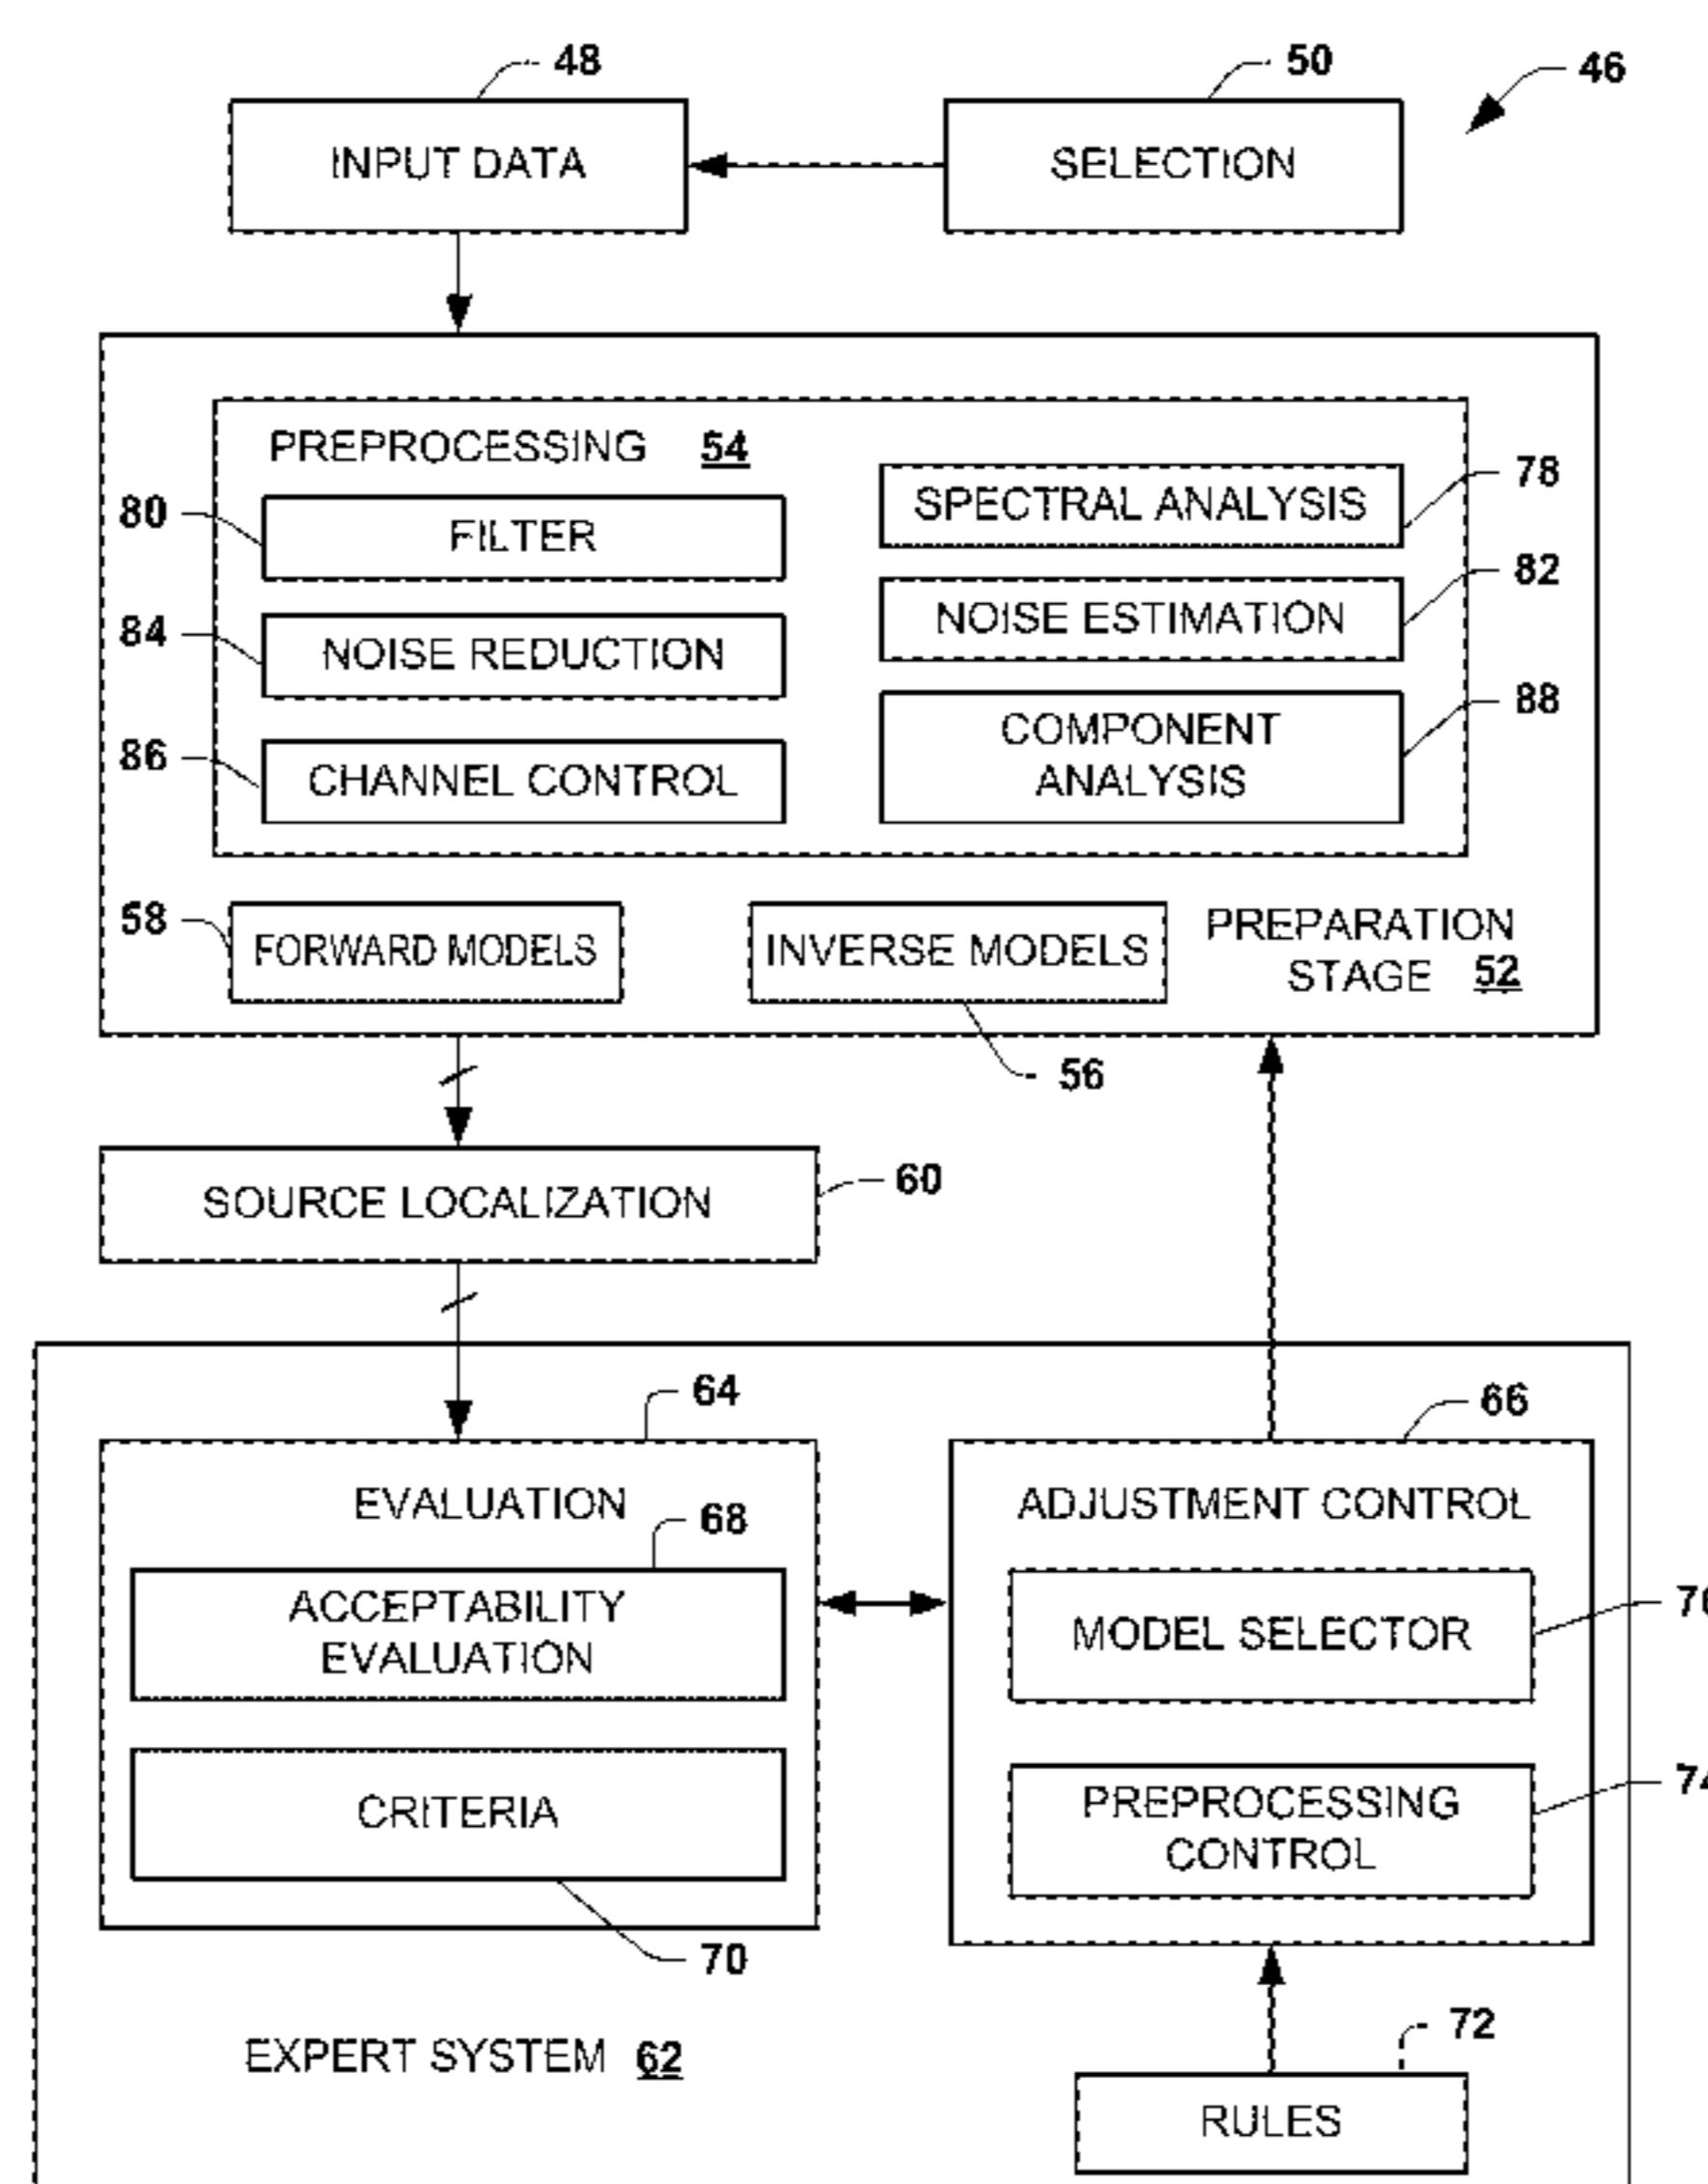 48
50
46
INPUT DATA
SELECTION
PREPROCESSING 54
78
80
FILTER
SPECTRAL ANALYSIS
82
84
NOISE REDUCTION
NOISE ESTIMATION
88
86
CHANNEL CONTROL
COMPONENT
ANALYSIS
58
FORWARD MODELS
INVERSE MODELS
PREPARATION
STAGE 52
56
SOURCE LOCALIZATION
60
64
66
EVALUATION
68
ADJUSTMENT CONTROL
ACCEPTABILITY
EVALUATION
MODEL SELECTOR
CRITERIA
PREPROCESSING
CONTROL
70
EXPERT SYSTEM 62
72
RULES